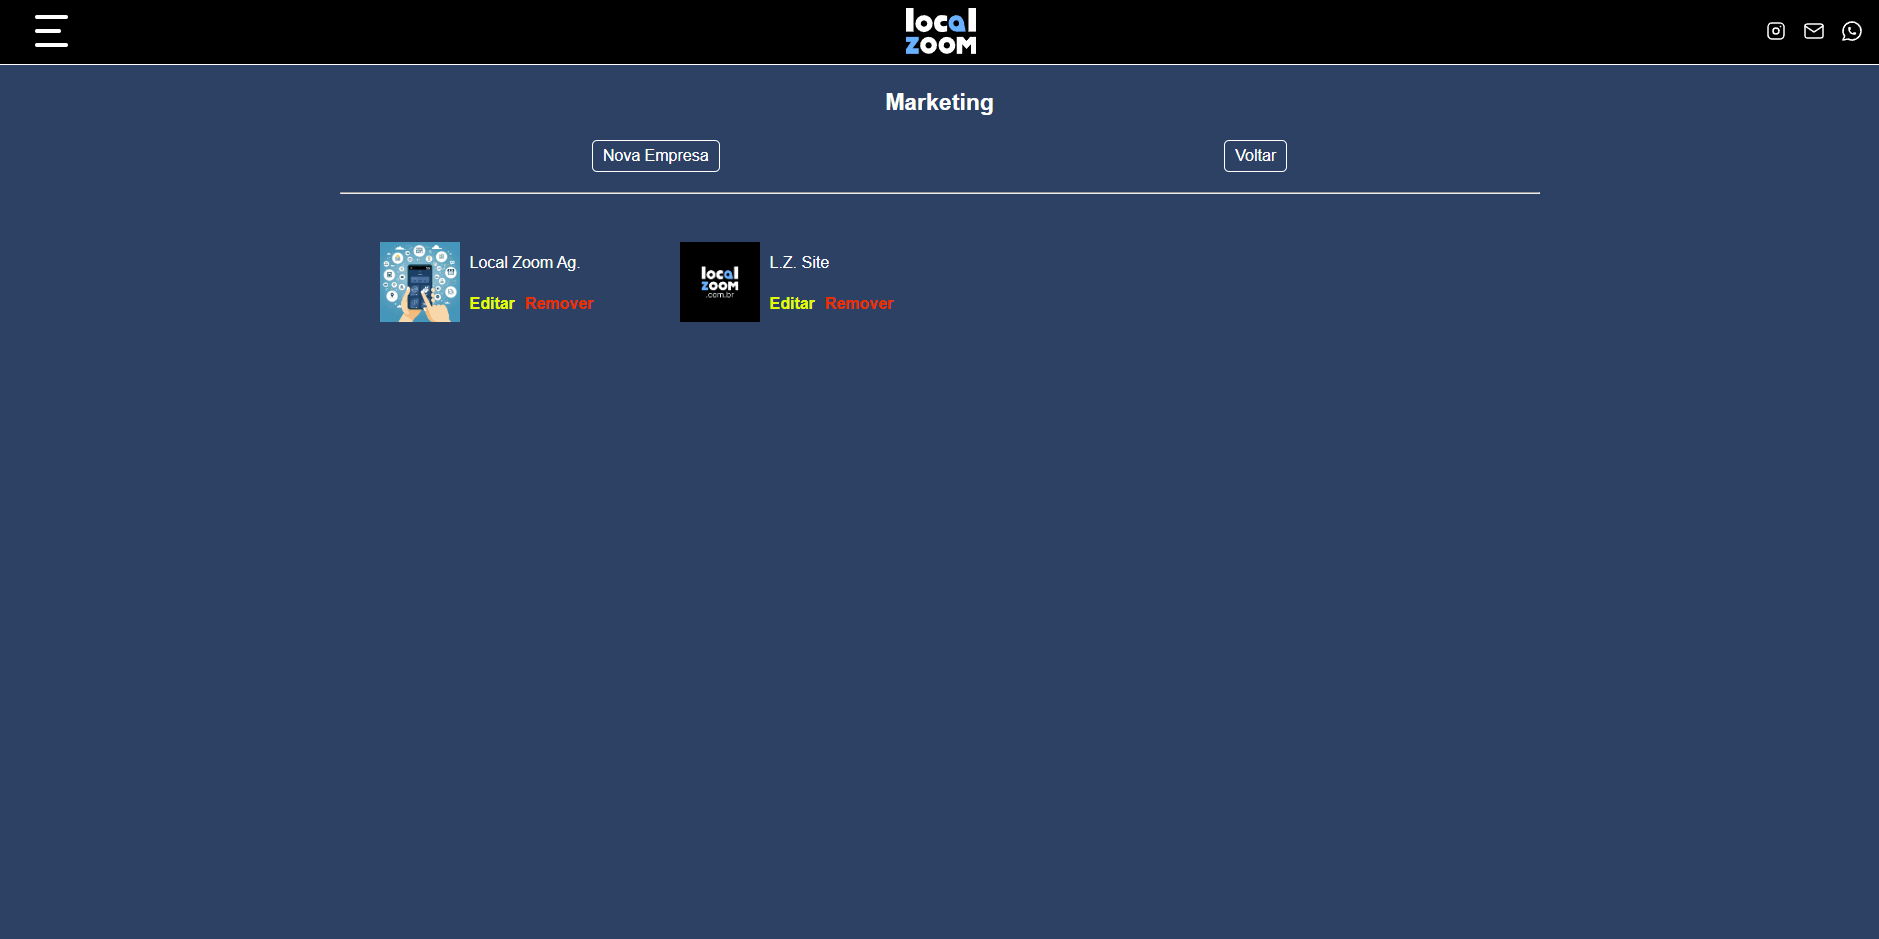 local
zoom
Marketing
Nova Empresa
Voltar
Local Zoom Ag.
Editar Remover
local
zoom
.com.br
L.Z. Site
Editar Remover